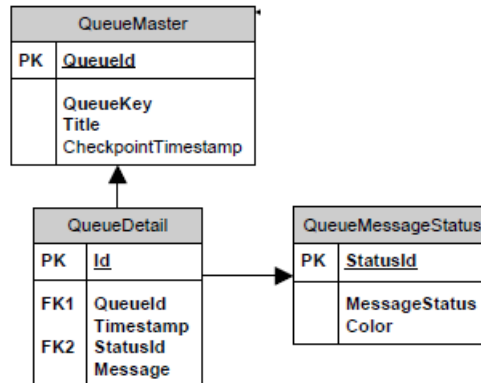 QueueMaster
PK QueueId
QueueKey
Title
CheckpointTimestamp
QueueDetail
PK Id
FK1 QueueId
Timestamp
FK2 StatusId
Message
QueueMessageStatus
PK StatusId
MessageStatus
Color